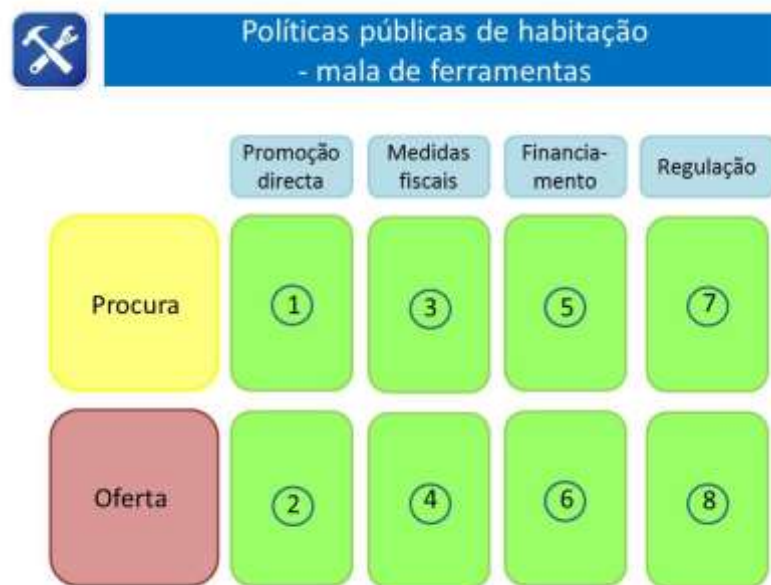 Políticas públicas de habitação
- mala de ferramentas
Promoção
directa
Medidas
fiscais
Financia-
mento
Regulação
Procura
1
3
5
7
Oferta
2
4
6
8